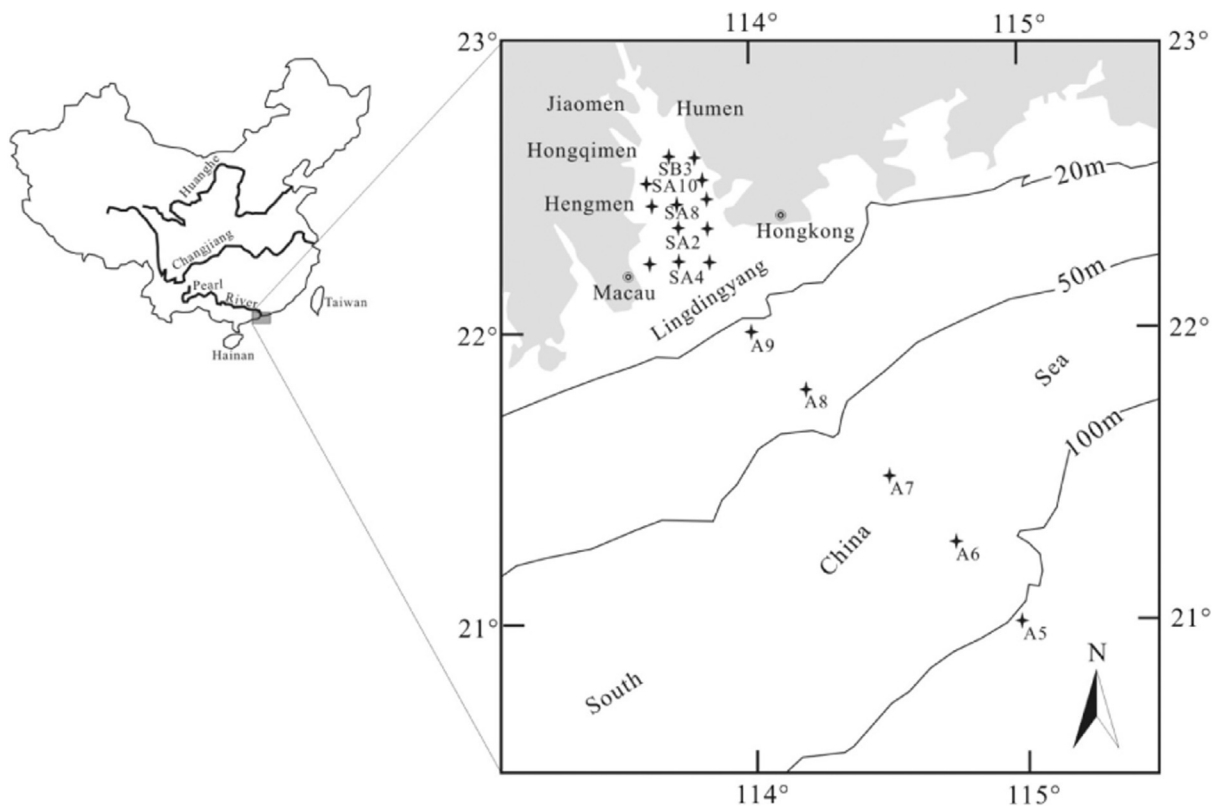 Huanghe
Changjiang
Pearl
River
Taiwan
Hainan
114°
115°
23°
23°
Jiaomen
Humen
Hongqimen
SB3
SA10
Hengmen
SA8
SA2
SA4
Hongkong
Macau
Lingdingyang
20m
50m
22°
22°
A9
A8
Sea
100m
A7
China
A6
21°
21°
A5
South
N
114°
115°